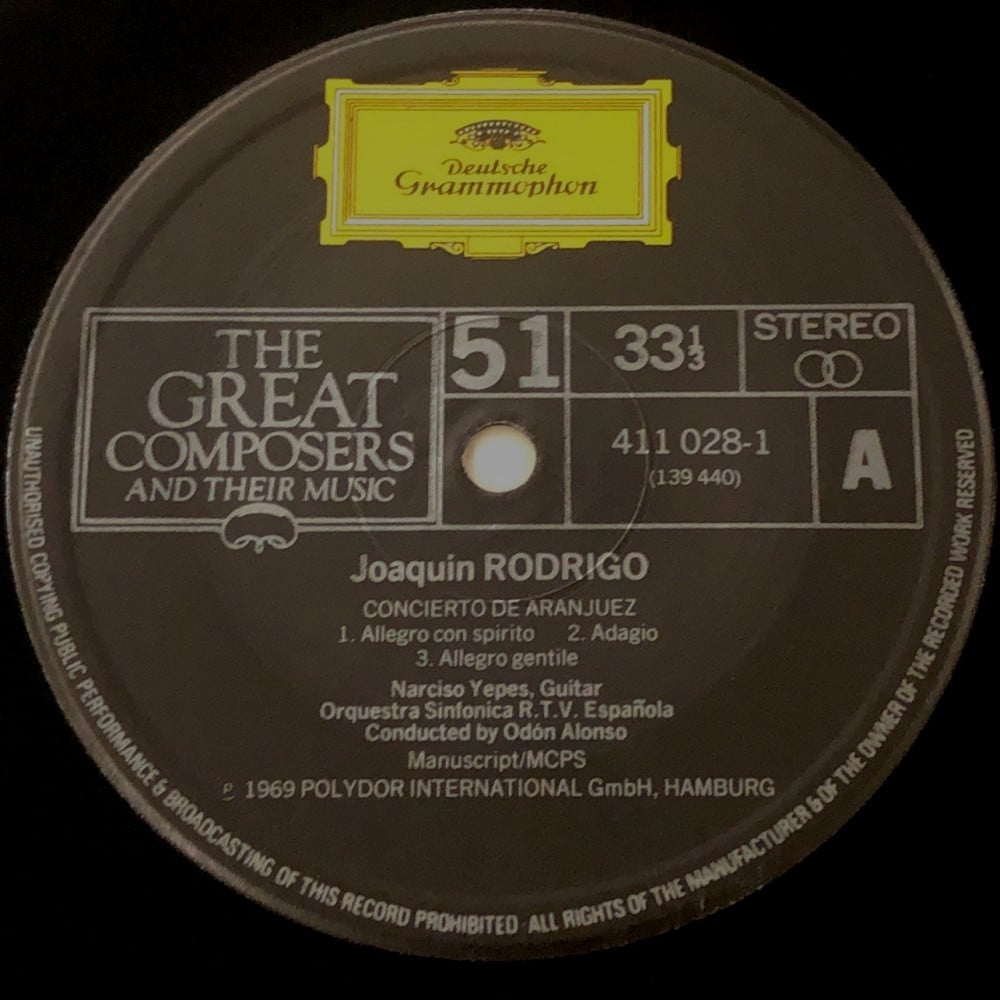 Deutsche
Grammophon
THE
GREAT
COMPOSERS
AND THEIR MUSIC
51
33⅓
STEREO
411 028-1
(139 440)
A
Joaquin RODRIGO
CONCIERTO DE ARANJUEZ
1. Allegro con spirito 2. Adagio
3. Allegro gentile
Narciso Yepes, Guitar
Orquestra Sinfonica R.T.V. Española
Conducted by Odón Alonso
Manuscript/MCPS
℗ 1969 POLYDOR INTERNATIONAL GmbH, HAMBURG
UNAUTHORISED COPYING PUBLIC PERFORMANCE & BROADCASTING OF THIS RECORD PROHIBITED · ALL RIGHTS OF THE MANUFACTURER & OF THE OWNER OF THE RECORDED WORK RESERVED